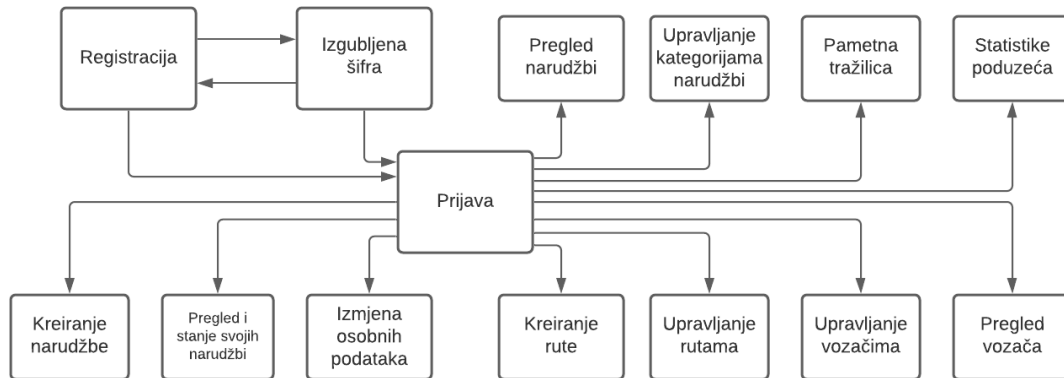 Registracija
Izgubljena
šifra
Pregled
narudžbi
Upravljanje
kategorijama
narudžbi
Pametna
tražilica
Statistike
poduzeća
Prijava
Kreiranje
narudžbe
Pregled i
stanje svojih
narudžbi
Izmjena
osobnih
podataka
Kreiranje
rute
Upravljanje
rutama
Upravljanje
vozačima
Pregled
vozača